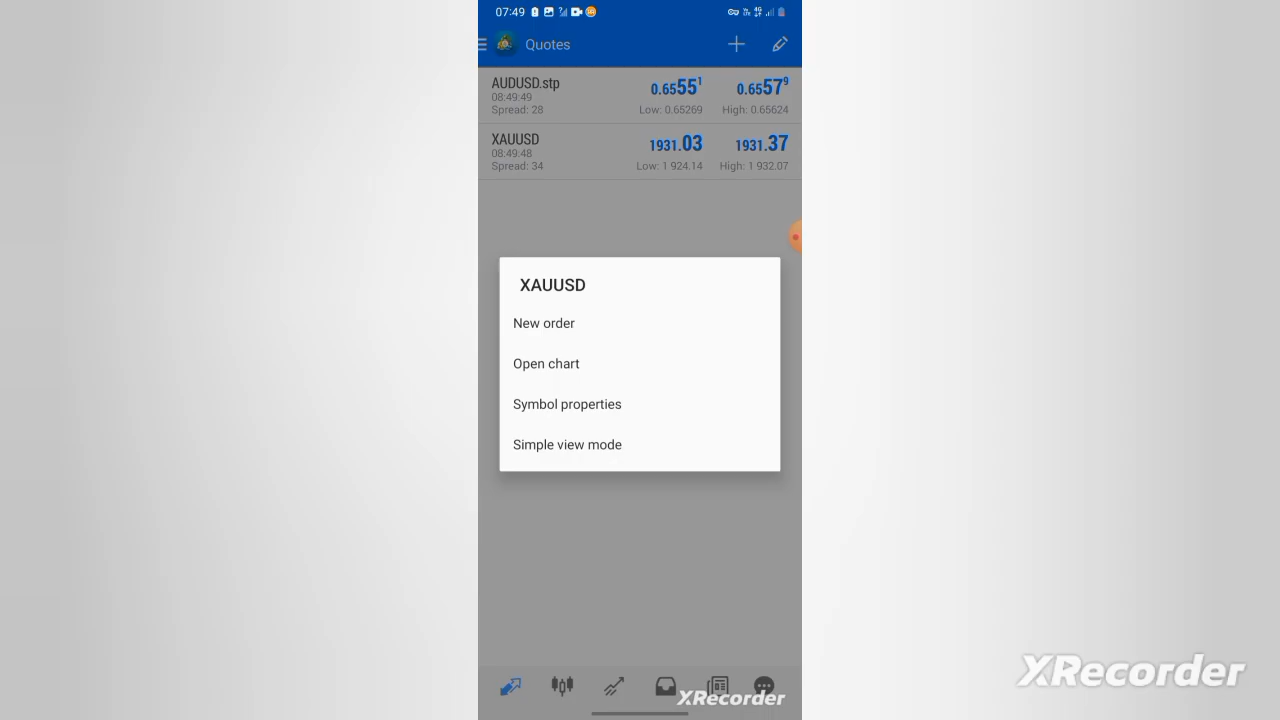 07:49
4G
Quotes
AUDUSD.stp 0.65551 0.65579
08:49:49
Spread: 28 Low: 0.65269 High: 0.65624
XAUUSD 1931.03 1931.37
08:49:48
Spread: 34 Low: 1 924.14 High: 1 932.07
XAUUSD
New order
Open chart
Symbol properties
Simple view mode
XRecorder
XRecorder